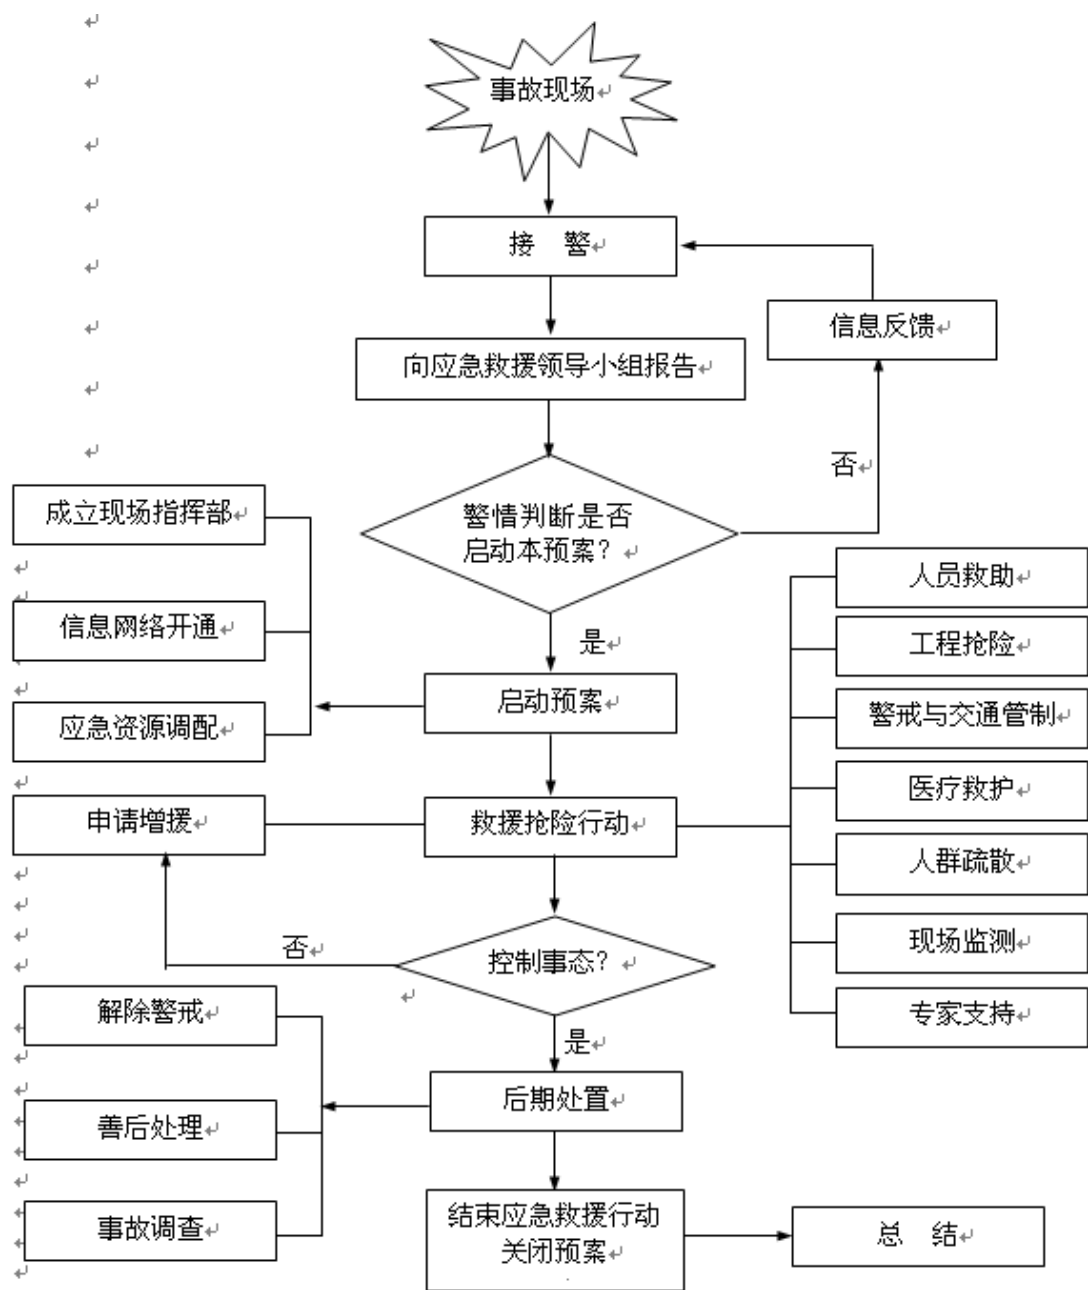 事故现场
接 警
信息反馈
向应急救援领导小组报告
否
成立现场指挥部
警情判断是否
启动本预案？
人员救助
信息网络开通
是
工程抢险
启动预案
警戒与交通管制
应急资源调配
医疗救护
申请增援
救援抢险行动
人群疏散
否
控制事态？
现场监测
解除警戒
专家支持
是
后期处置
善后处理
事故调查
结束应急救援行动
关闭预案
总 结